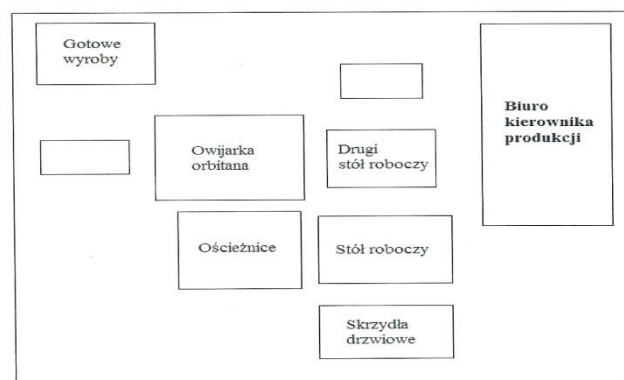 Gotowe
wyroby
Biuro
kierownika
produkcji
Owijarka
orbitana
Drugi
stół roboczy
Ościeżnice
Stół roboczy
Skrzydła
drzwiowe